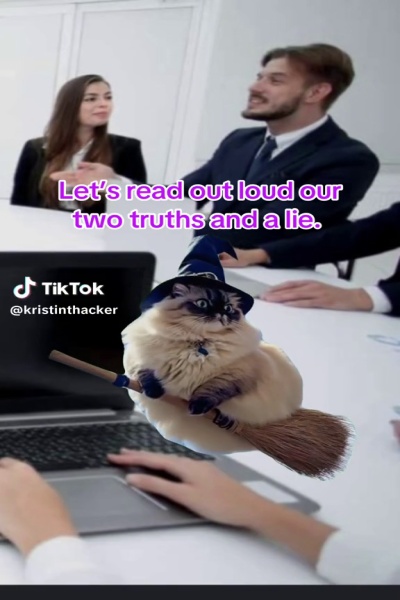 Let's read out loud our
two truths and a lie.
TikTok
@kristinthacker